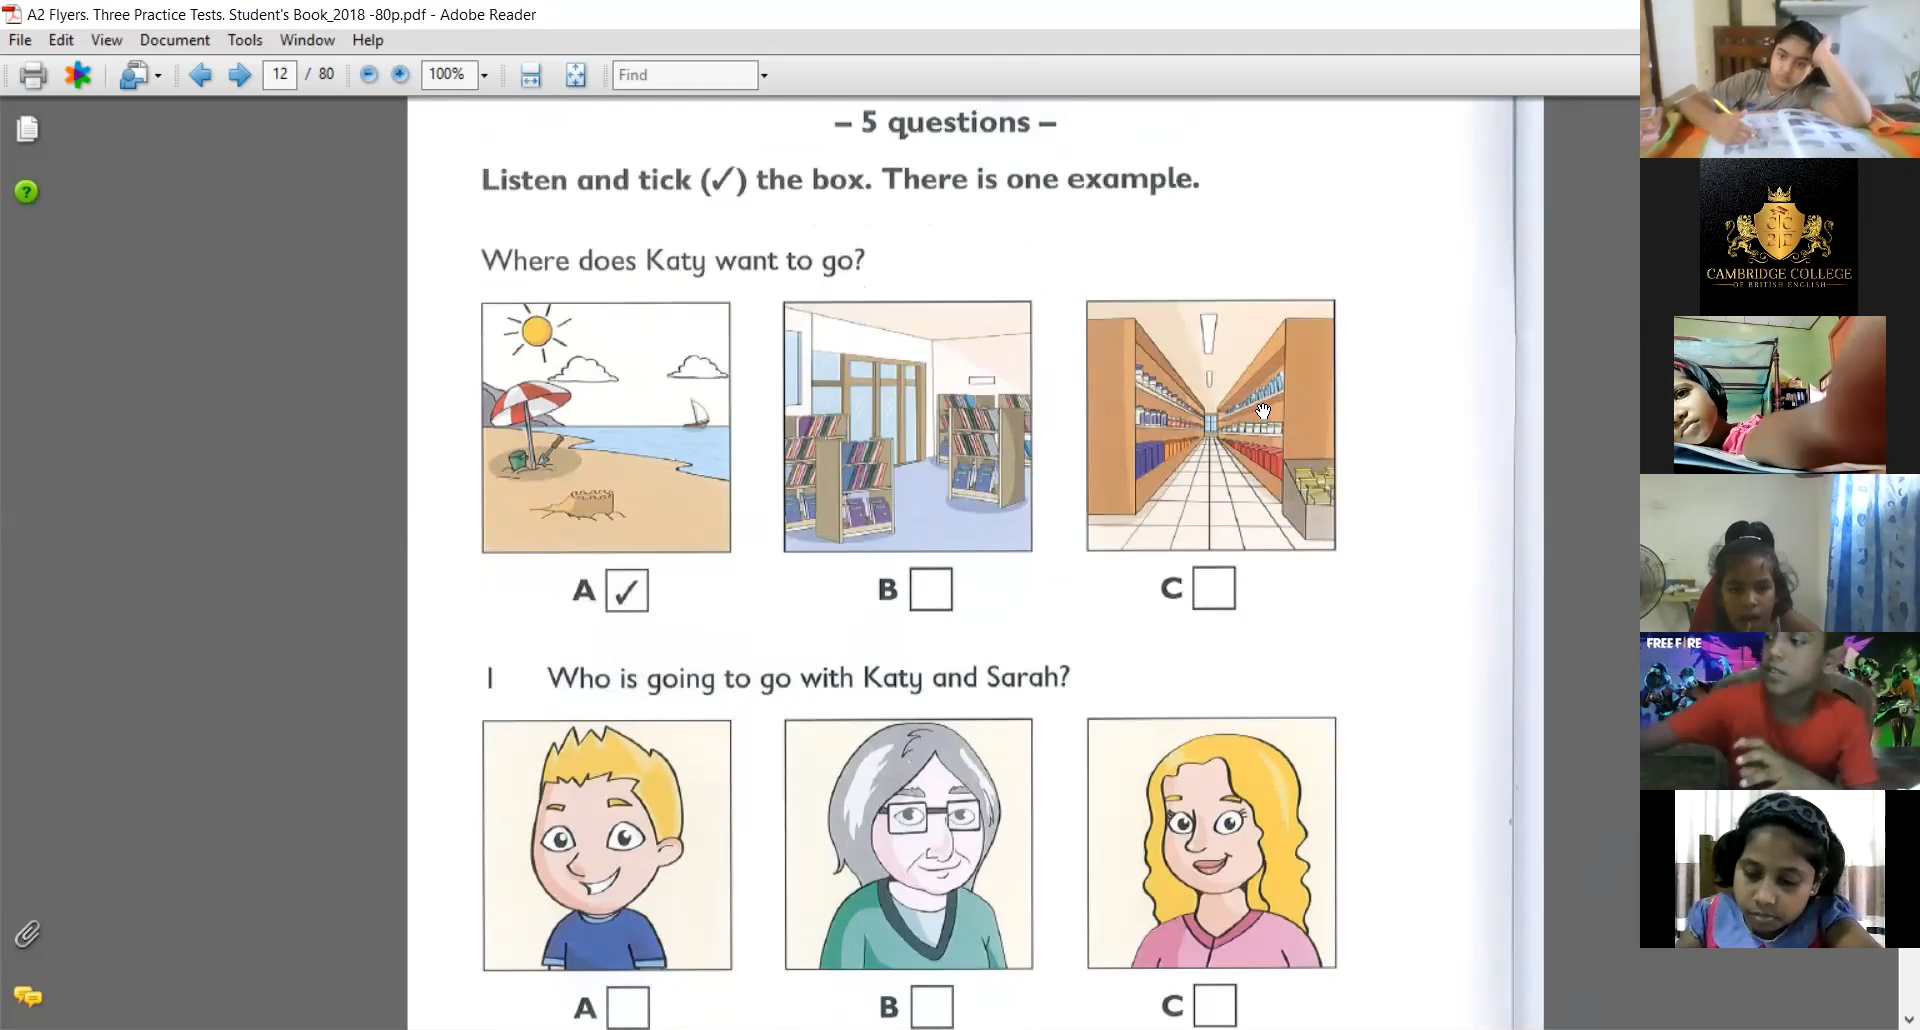 A2 Flyers. Three Practice Tests. Student's Book_2018 -80p.pdf - Adobe Reader
File Edit View Document Tools Window Help
12 / 80 100% Find
– 5 questions –
Listen and tick (✓) the box. There is one example.
Where does Katy want to go?
A ✓ B C
1 Who is going to go with Katy and Sarah?
A B C
CAMBRIDGE COLLEGE
OF BRITISH ENGLISH
FREE FIRE